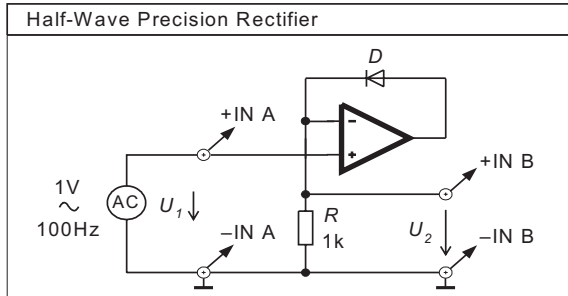 Half-Wave Precision Rectifier
D
+IN A
-
+
+IN B
1V
~
100Hz
AC
U1
–IN A
R
1k
U2
–IN B